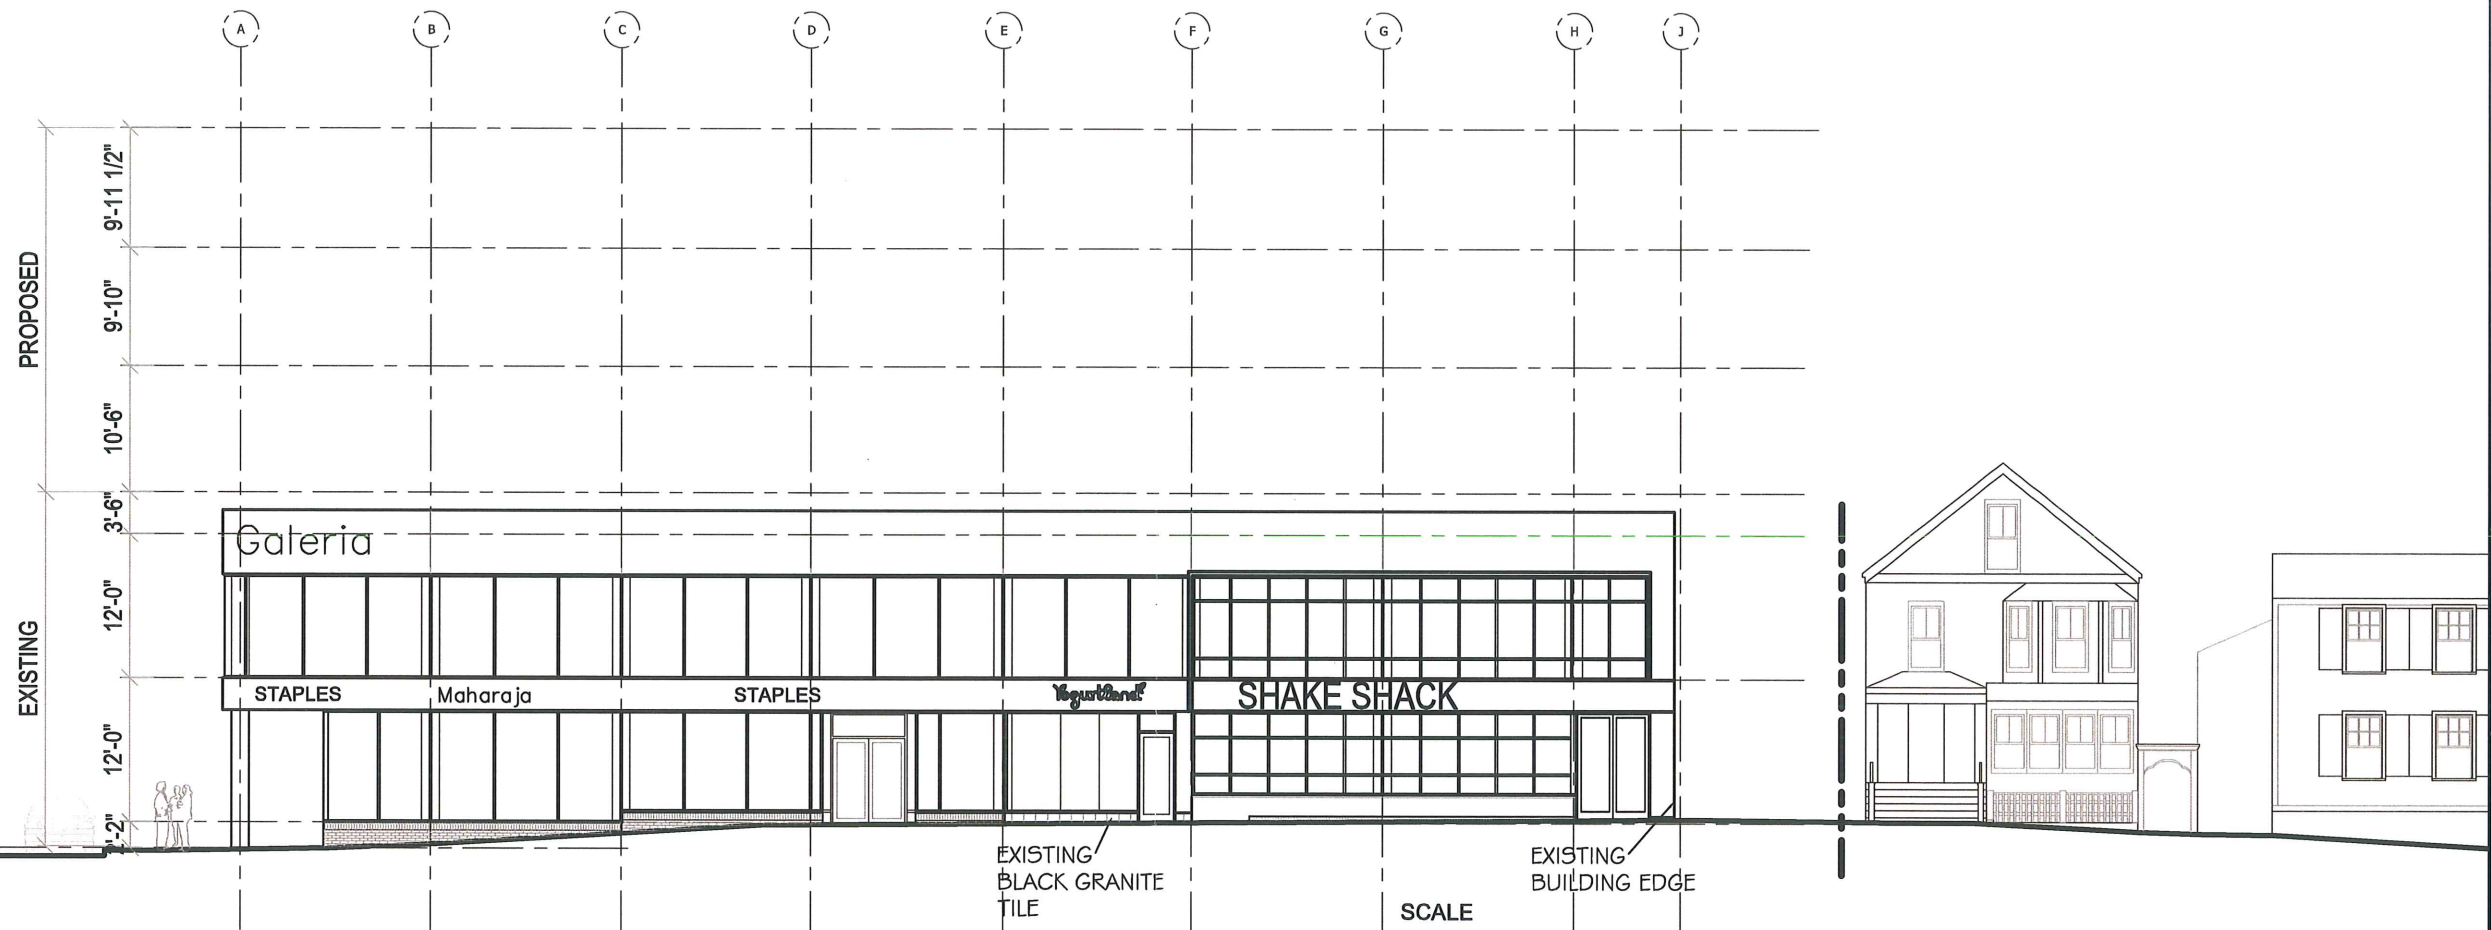 A B C D E F G H J
9'-11 1/2"
PROPOSED
9'-10"
10'-6"
3'-6"
Galeria
12'-0"
EXISTING
STAPLES Maharaja STAPLES Yogurtland SHAKE SHACK
12'-0"
-2"
EXISTING
BLACK GRANITE
TILE
EXISTING
BUILDING EDGE
SCALE